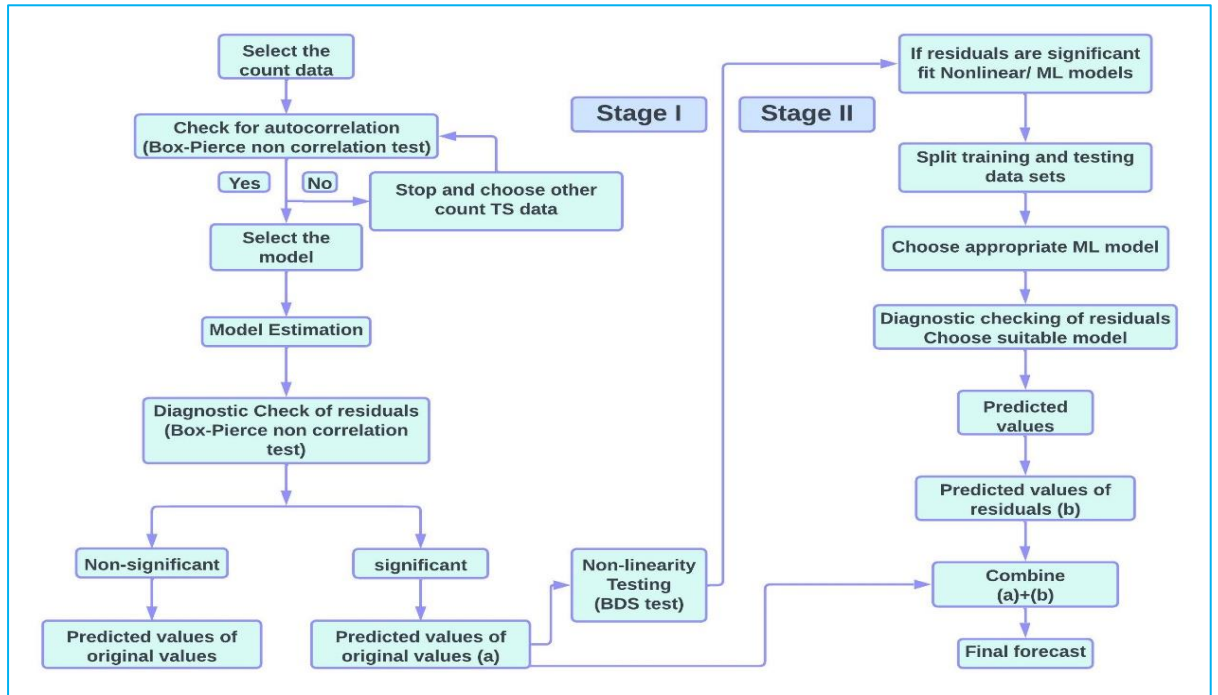 Select the
count data
Check for autocorrelation
(Box-Pierce non correlation test)
Yes
No
Stop and choose other
count TS data
Select the
model
Model Estimation
Diagnostic Check of residuals
(Box-Pierce non correlation
test)
Non-significant
significant
Predicted values of
original values
Predicted values of
original values (a)
Non-linearity
Testing
(BDS test)
Stage I
Stage II
If residuals are significant
fit Nonlinear/ ML models
Split training and testing
data sets
Choose appropriate ML model
Diagnostic checking of residuals
Choose suitable model
Predicted
values
Predicted values of
residuals (b)
Combine
(a)+(b)
Final forecast